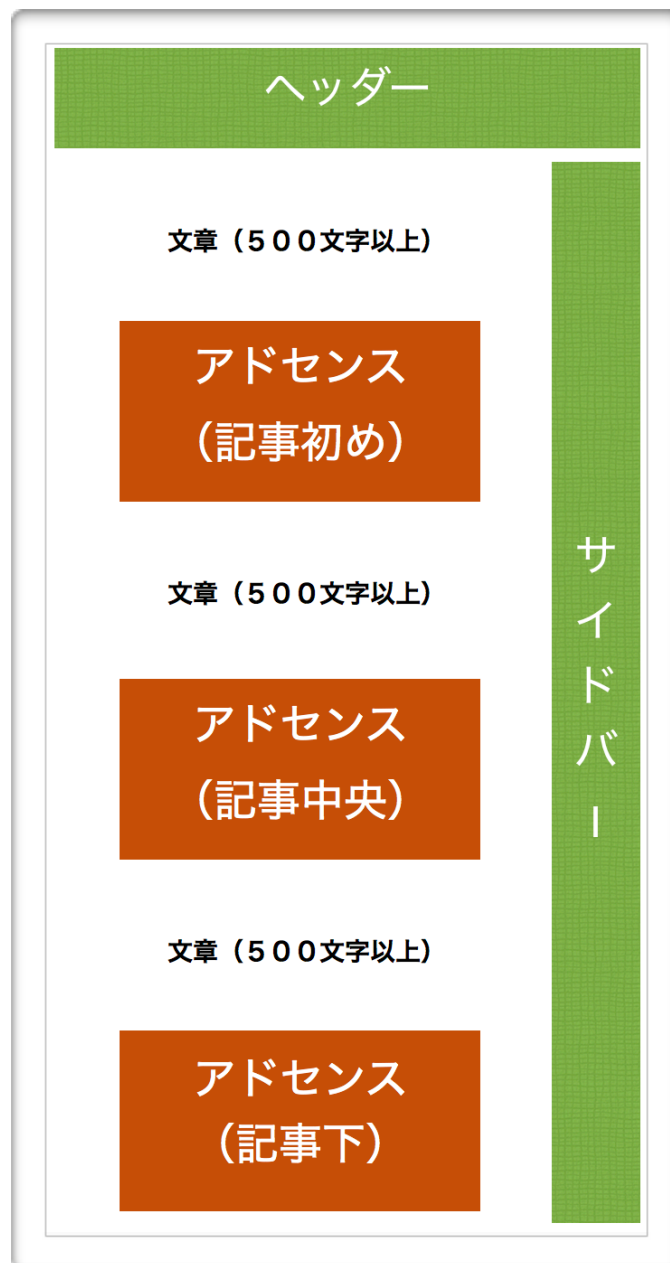 ヘッダー
文章（５００文字以上）
アドセンス
（記事初め）
文章（５００文字以上）
アドセンス
（記事中央）
文章（５００文字以上）
アドセンス
（記事下）
サイドバー